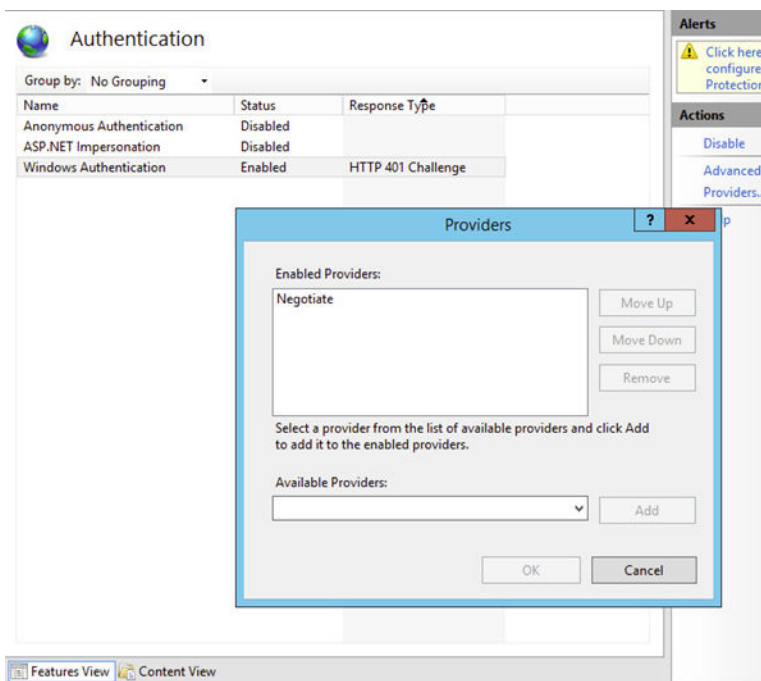 Authentication
Group by: No Grouping
Name Status Response Type
Anonymous Authentication Disabled
ASP.NET Impersonation Disabled
Windows Authentication Enabled HTTP 401 Challenge
Alerts
Click here
configure
Protection
Actions
Disable
Advanced
Providers..
p
Providers
? x
Enabled Providers:
Negotiate
Move Up
Move Down
Remove
Select a provider from the list of available providers and click Add
to add it to the enabled providers.
Available Providers:
Add
OK Cancel
Features View Content View